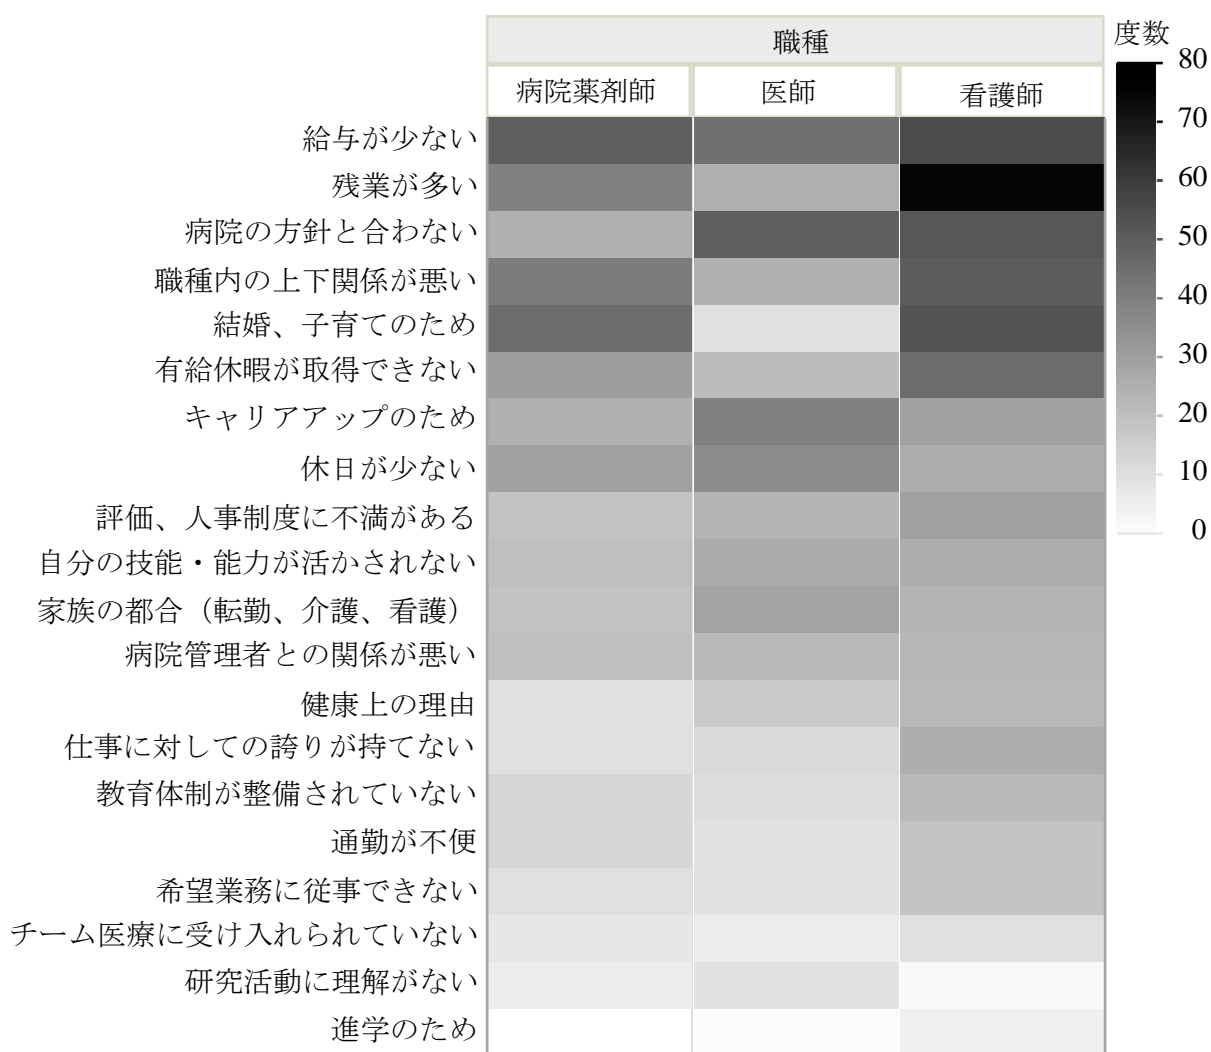 職種
度数
病院薬剤師
医師
看護師
給与が少ない
残業が多い
病院の方針と合わない
職種内の上下関係が悪い
結婚、子育てのため
有給休暇が取得できない
キャリアアップのため
休日が少ない
評価、人事制度に不満がある
自分の技能・能力が活かされない
家族の都合（転勤、介護、看護）
病院管理者との関係が悪い
健康上の理由
仕事に対しての誇りが持てない
教育体制が整備されていない
通勤が不便
希望業務に従事できない
チーム医療に受け入れられていない
研究活動に理解がない
進学のため
80
70
60
50
40
30
20
10
0